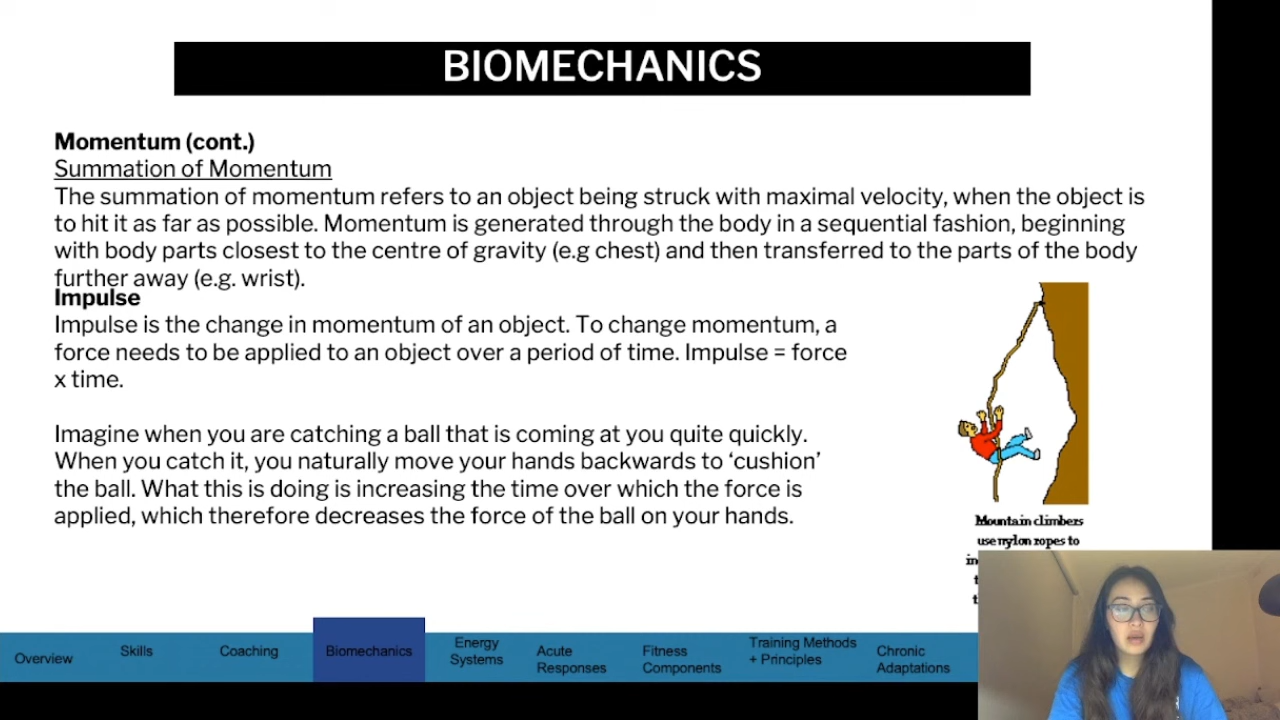 BIOMECHANICS
Momentum (cont.)
Summation of Momentum
The summation of momentum refers to an object being struck with maximal velocity, when the object is
to hit it as far as possible. Momentum is generated through the body in a sequential fashion, beginning
with body parts closest to the centre of gravity (e.g chest) and then transferred to the parts of the body
further away (e.g. wrist).
Impulse
Impulse is the change in momentum of an object. To change momentum, a
force needs to be applied to an object over a period of time. Impulse = force
x time.
Imagine when you are catching a ball that is coming at you quite quickly.
When you catch it, you naturally move your hands backwards to ‘cushion’
the ball. What this is doing is increasing the time over which the force is
applied, which therefore decreases the force of the ball on your hands.
Mountain climbers
use nylon ropes to
Overview
Skills
Coaching
Biomechanics
Energy
Systems
Acute
Responses
Fitness
Components
Training Methods
+ Principles
Chronic
Adaptations